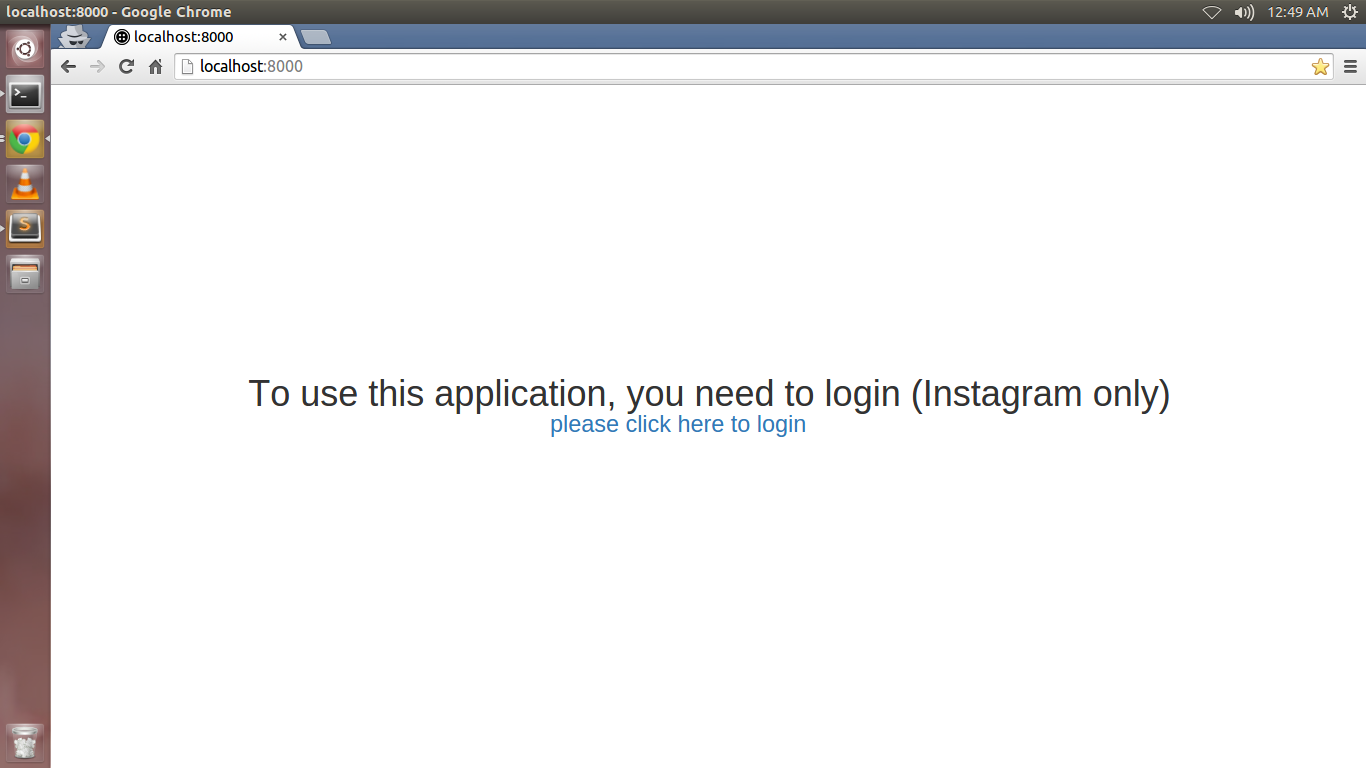 localhost:8000 - Google Chrome
12:49 AM
localhost:8000
localhost:8000
To use this application, you need to login (Instagram only)
please click here to login